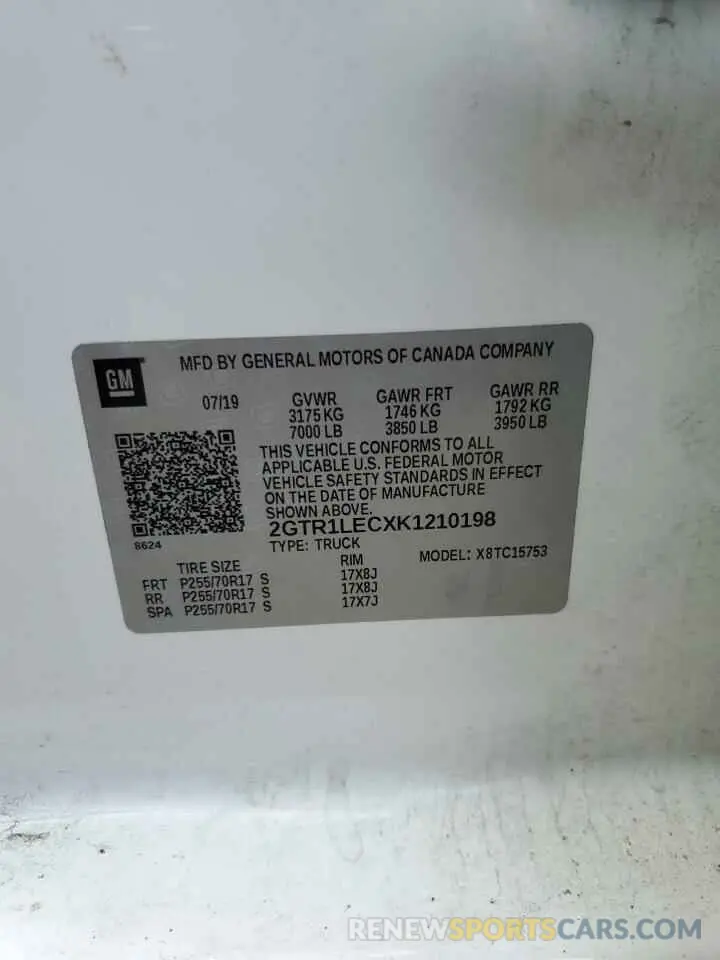 GM
MFD BY GENERAL MOTORS OF CANADA COMPANY
07/19 GVWR GAWR FRT GAWR RR
3175 KG 1746 KG 1792 KG
7000 LB 3850 LB 3950 LB
THIS VEHICLE CONFORMS TO ALL
APPLICABLE U.S. FEDERAL MOTOR
VEHICLE SAFETY STANDARDS IN EFFECT
ON THE DATE OF MANUFACTURE
SHOWN ABOVE.
2GTR1LECXK1210198
8624 TYPE: TRUCK MODEL: X8TC15753
TIRE SIZE RIM
FRT P255/70R17 S 17X8J
RR P255/70R17 S 17X8J
SPA P255/70R17 S 17X7J
RENEWSPORTSCARS.COM